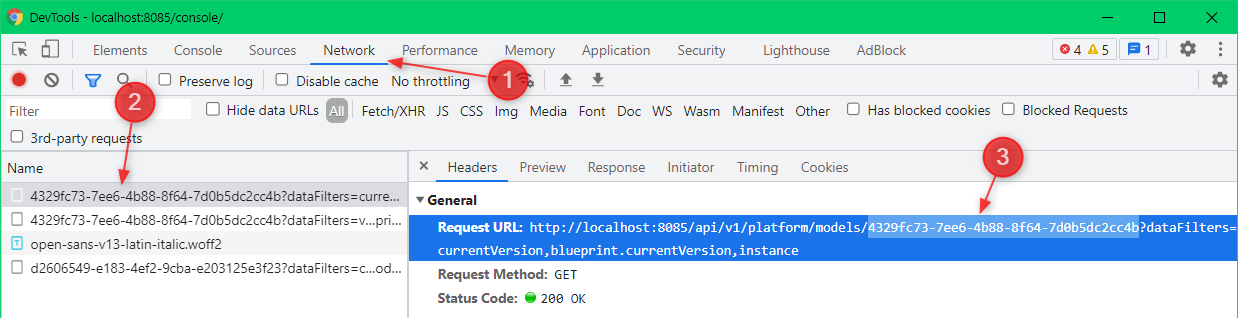 DevTools - localhost:8085/console/
Elements Console Sources Network Performance Memory Application Security Lighthouse AdBlock 4 5 1
Preserve log Disable cache No throttling 1
Filter Hide data URLs All Fetch/XHR JS CSS Img Media Font Doc WS Wasm Manifest Other Has blocked cookies Blocked Requests
2
3rd-party requests
3
Name
× Headers Preview Response Initiator Timing Cookies
4329fc73-7ee6-4b88-8f64-7d0b5dc2cc4b?dataFilters=curre...
4329fc73-7ee6-4b88-8f64-7d0b5dc2cc4b?dataFilters=v...pri...
T open-sans-v13-latin-italic.woff2
d2606549-e183-4ef2-9cba-e203125e3f23?dataFilters=c...od...
General
Request URL: http://localhost:8085/api/v1/platform/models/4329fc73-7ee6-4b88-8f64-7d0b5dc2cc4b?dataFilters=
currentVersion,blueprint.currentVersion,instance
Request Method: GET
Status Code: 200 OK